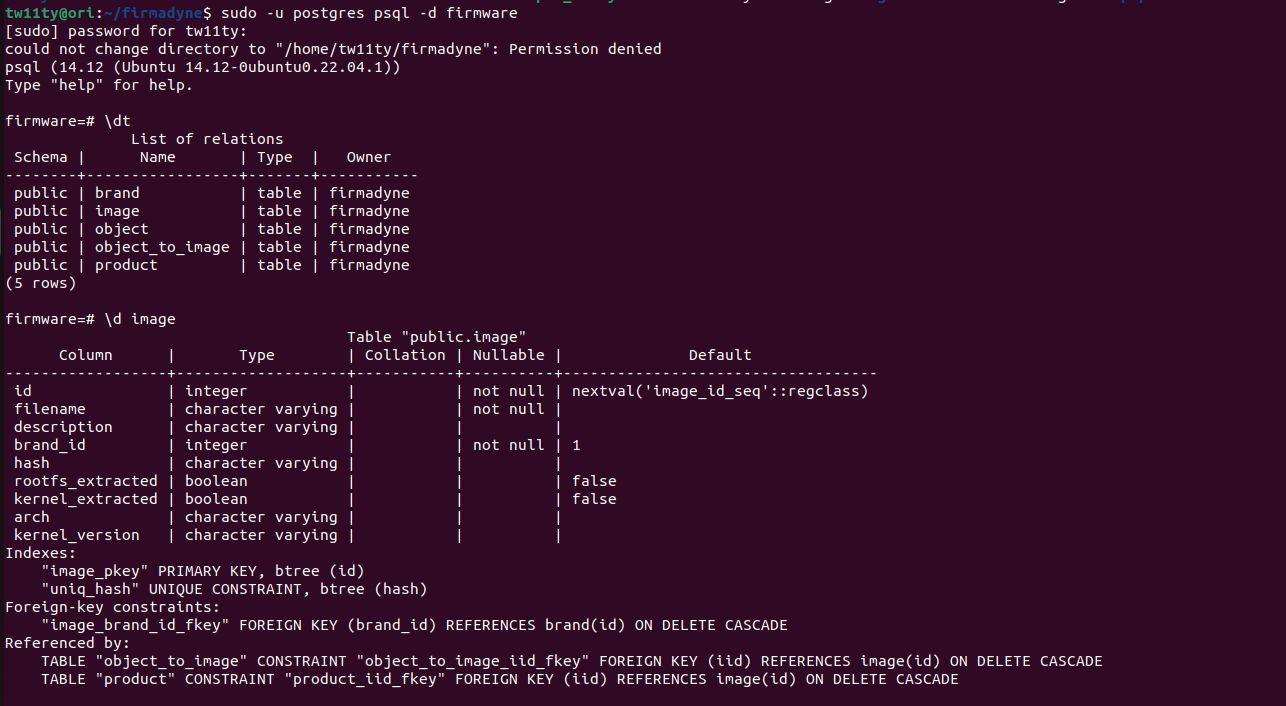 tw11ty@ori:~/firmadyne$ sudo -u postgres psql -d firmware
[sudo] password for tw11ty:
could not change directory to "/home/tw11ty/firmadyne": Permission denied
psql (14.12 (Ubuntu 14.12-0ubuntu0.22.04.1))
Type "help" for help.

firmware=# \dt
              List of relations
 Schema |      Name       | Type  |   Owner
--------+-----------------+-------+-----------
 public | brand           | table | firmadyne
 public | image           | table | firmadyne
 public | object          | table | firmadyne
 public | object_to_image | table | firmadyne
 public | product         | table | firmadyne
(5 rows)

firmware=# \d image
                                      Table "public.image"
      Column      |       Type        | Collation | Nullable |              Default
------------------+-------------------+-----------+----------+-----------------------------------
 id               | integer           |           | not null | nextval('image_id_seq'::regclass)
 filename         | character varying |           | not null |
 description      | character varying |           |          |
 brand_id         | integer           |           | not null | 1
 hash             | character varying |           |          |
 rootfs_extracted | boolean           |           |          | false
 kernel_extracted | boolean           |           |          | false
 arch             | character varying |           |          |
 kernel_version   | character varying |           |          |
Indexes:
    "image_pkey" PRIMARY KEY, btree (id)
    "uniq_hash" UNIQUE CONSTRAINT, btree (hash)
Foreign-key constraints:
    "image_brand_id_fkey" FOREIGN KEY (brand_id) REFERENCES brand(id) ON DELETE CASCADE
Referenced by:
    TABLE "object_to_image" CONSTRAINT "object_to_image_iid_fkey" FOREIGN KEY (iid) REFERENCES image(id) ON DELETE CASCADE
    TABLE "product" CONSTRAINT "product_iid_fkey" FOREIGN KEY (iid) REFERENCES image(id) ON DELETE CASCADE